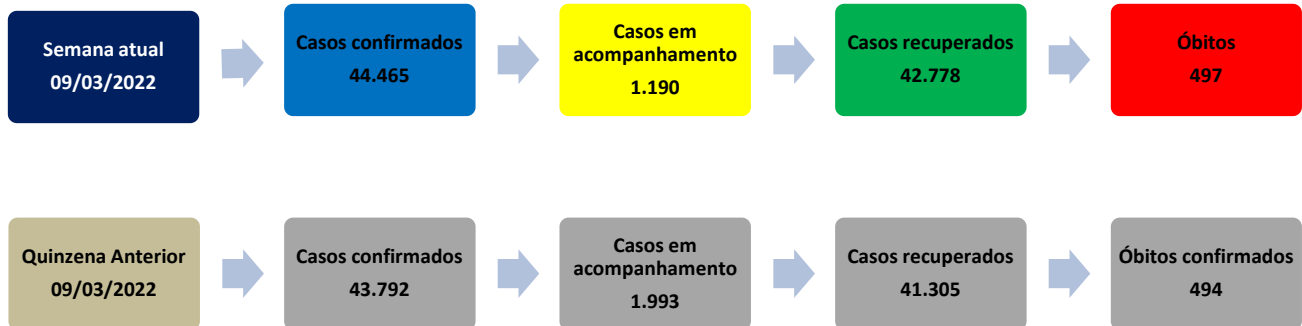 Semana atual
09/03/2022
Casos confirmados
44.465
Casos em
acompanhamento
1.190
Casos recuperados
42.778
Óbitos
497
Quinzena Anterior
09/03/2022
Casos confirmados
43.792
Casos em
acompanhamento
1.993
Casos recuperados
41.305
Óbitos confirmados
494